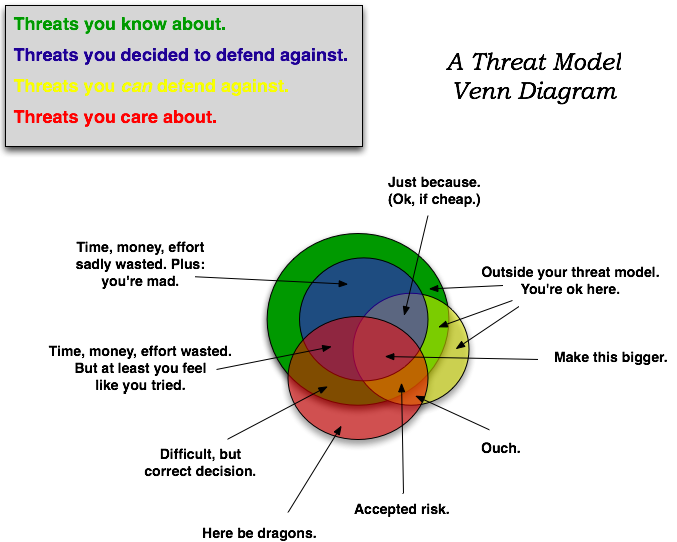 Threats you know about.
Threats you decided to defend against.
Threats you can defend against.
Threats you care about.
A Threat Model
Venn Diagram
Just because.
(Ok, if cheap.)
Time, money, effort
sadly wasted. Plus:
you're mad.
Outside your threat model.
You're ok here.
Time, money, effort wasted.
But at least you feel
like you tried.
Make this bigger.
Difficult, but
correct decision.
Ouch.
Accepted risk.
Here be dragons.